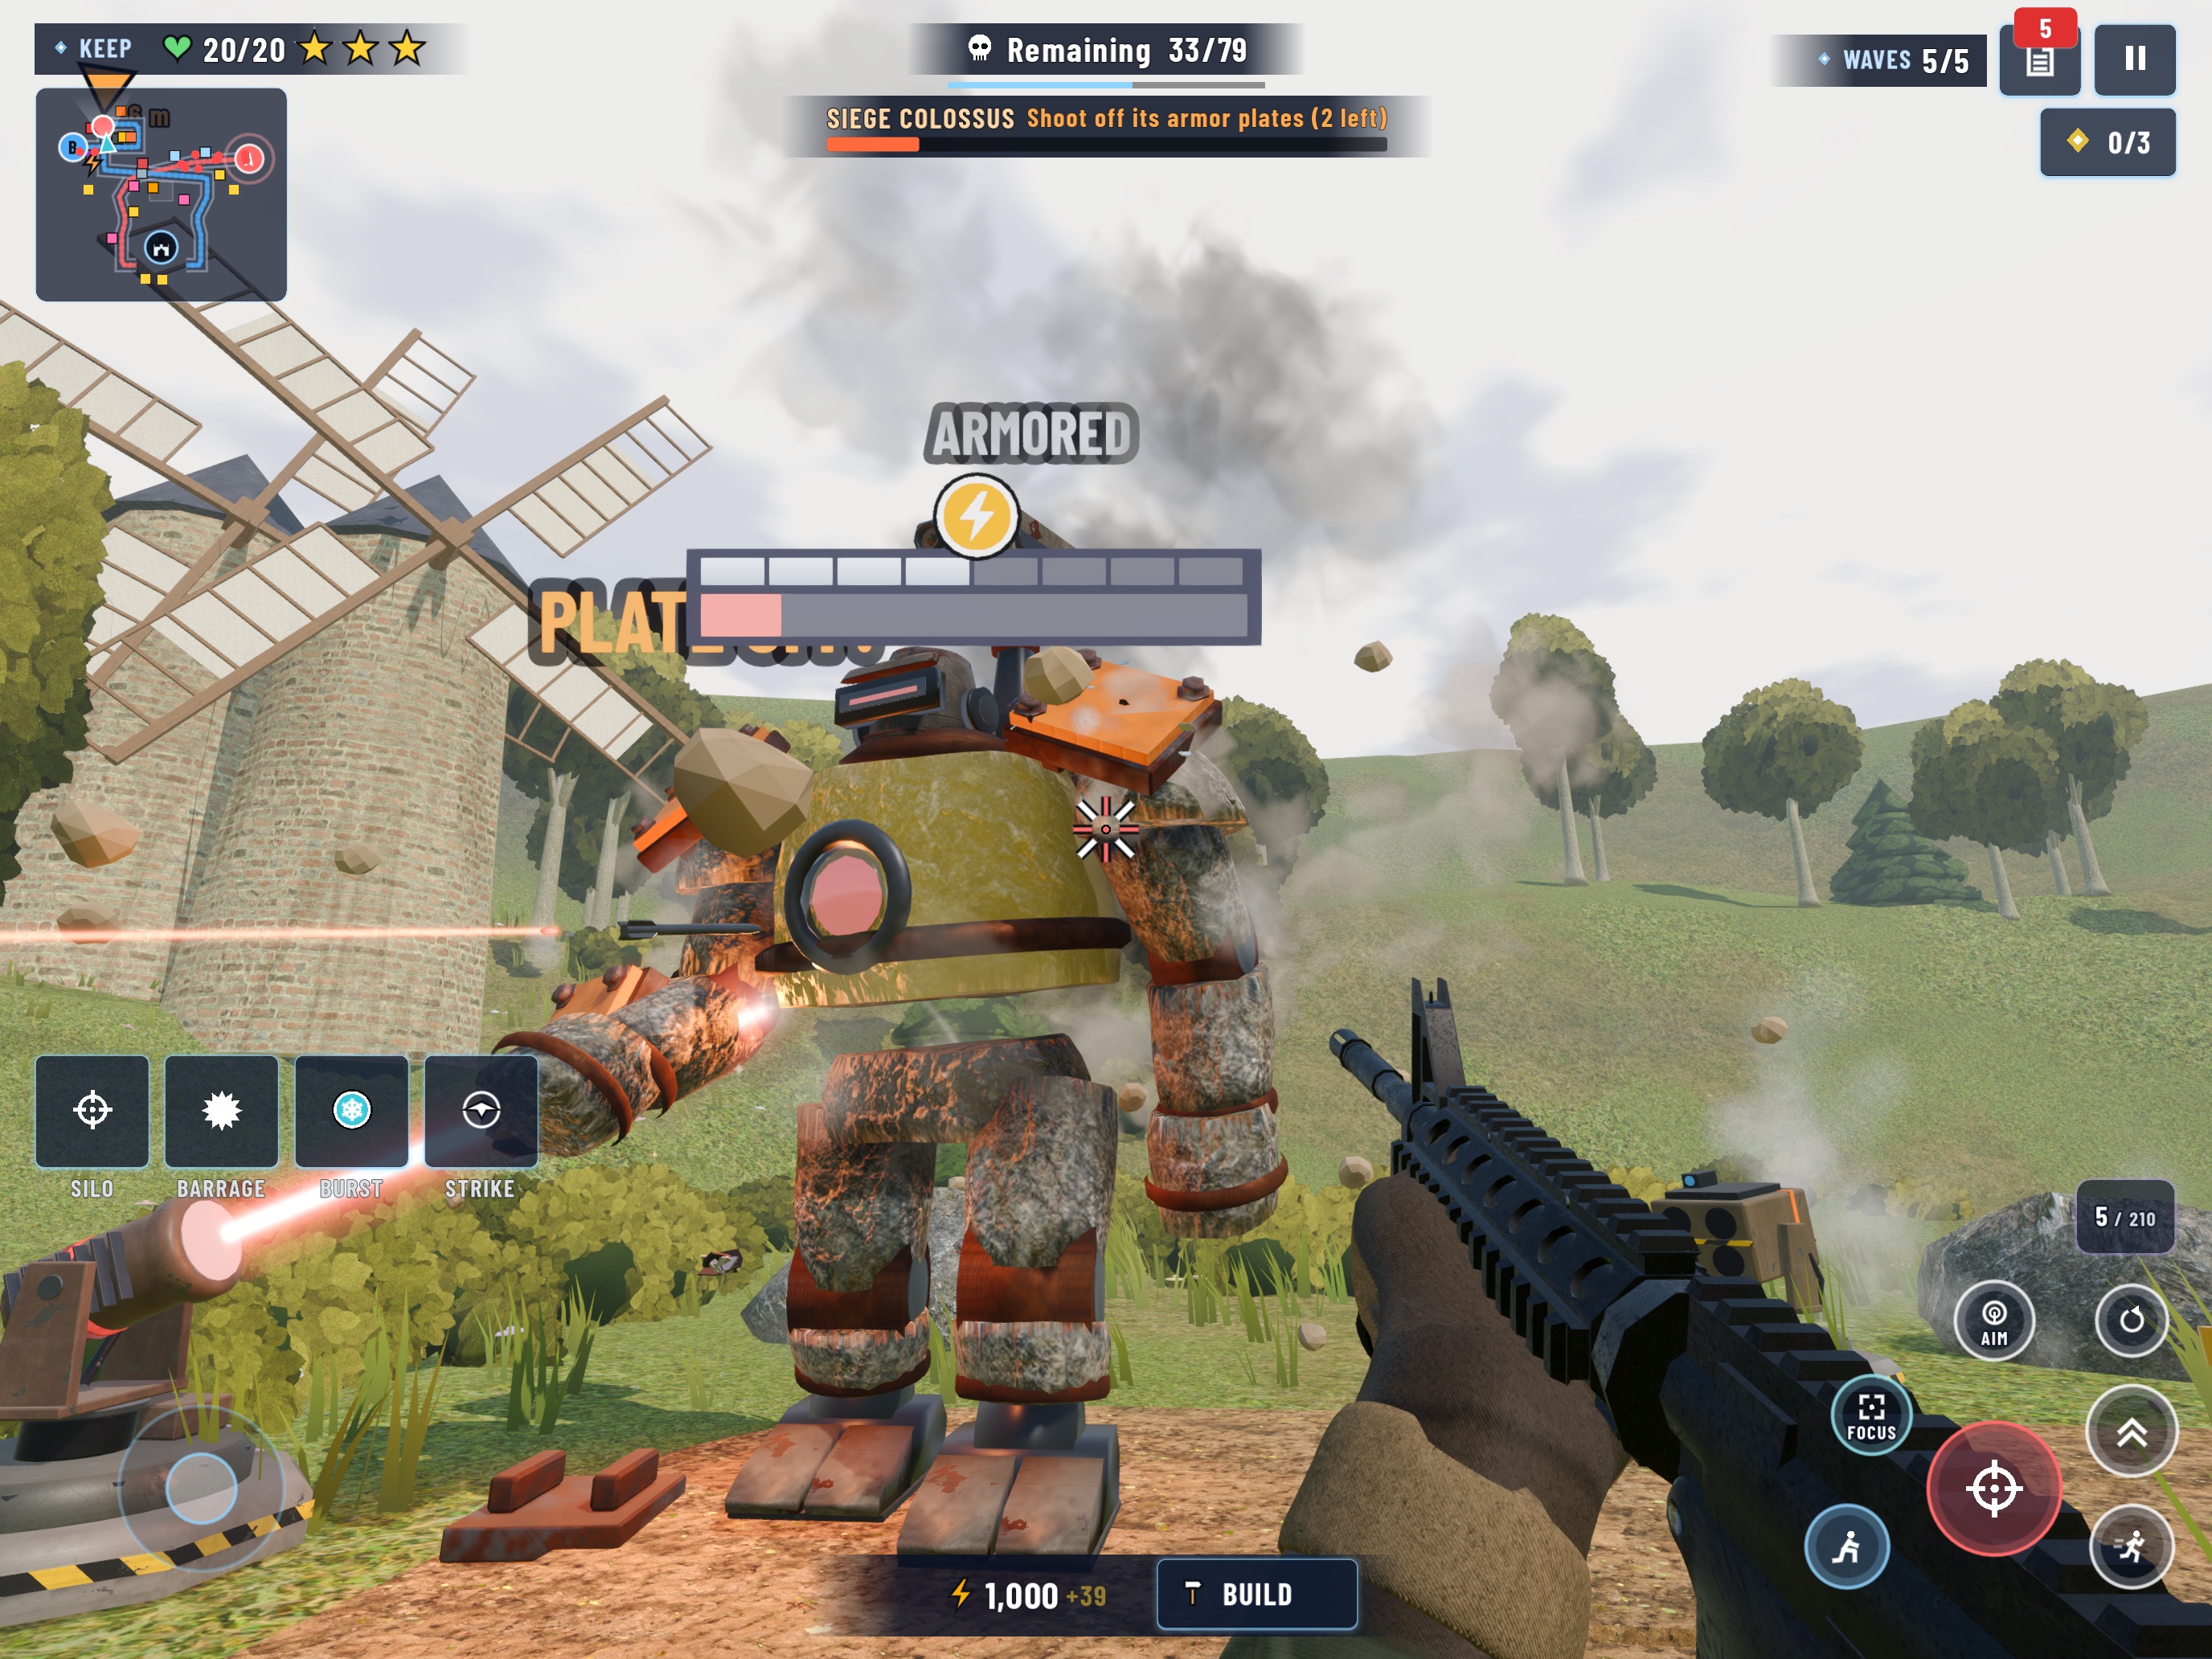 KEEP 20/20
Remaining 33/79
WAVES 5/5
5
SIEGE COLOSSUS Shoot off its armor plates (2 left)
0/3
B
ARMORED
SILO
BARRAGE
BURST
STRIKE
5 / 210
AIM
FOCUS
1,000 +39
BUILD